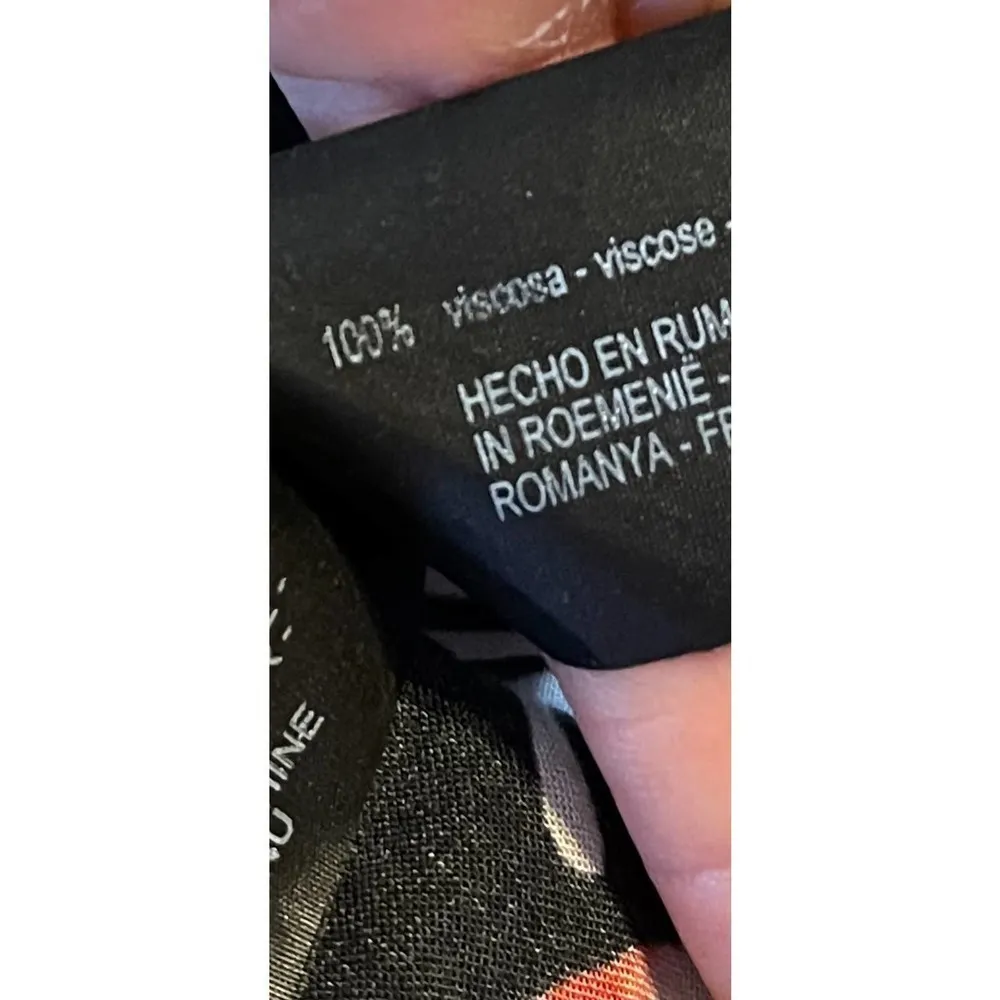 100% viscosa - viscose -
HECHO EN RUM
IN ROEMENIË -
ROMANYA - FR